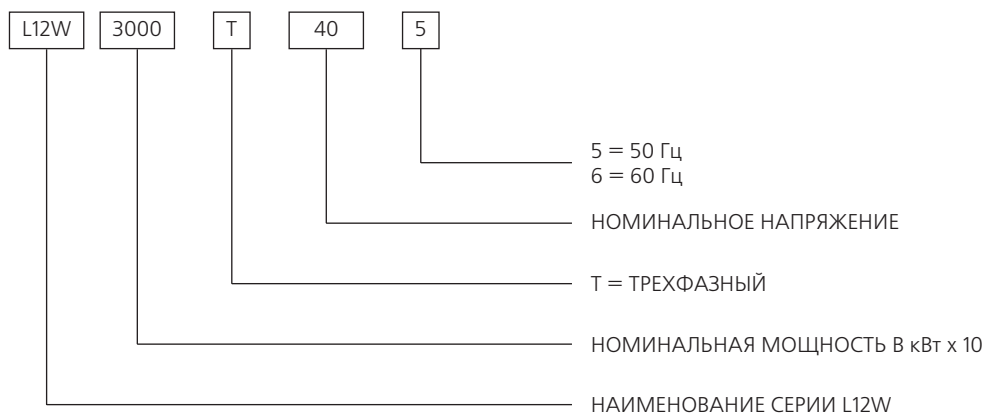 L12W 3000 T 40 5
5 = 50 Гц
6 = 60 Гц
НОМИНАЛЬНОЕ НАПРЯЖЕНИЕ
T = ТРЕХФАЗНЫЙ
НОМИНАЛЬНАЯ МОЩНОСТЬ В кВт x 10
НАИМЕНОВАНИЕ СЕРИИ L12W